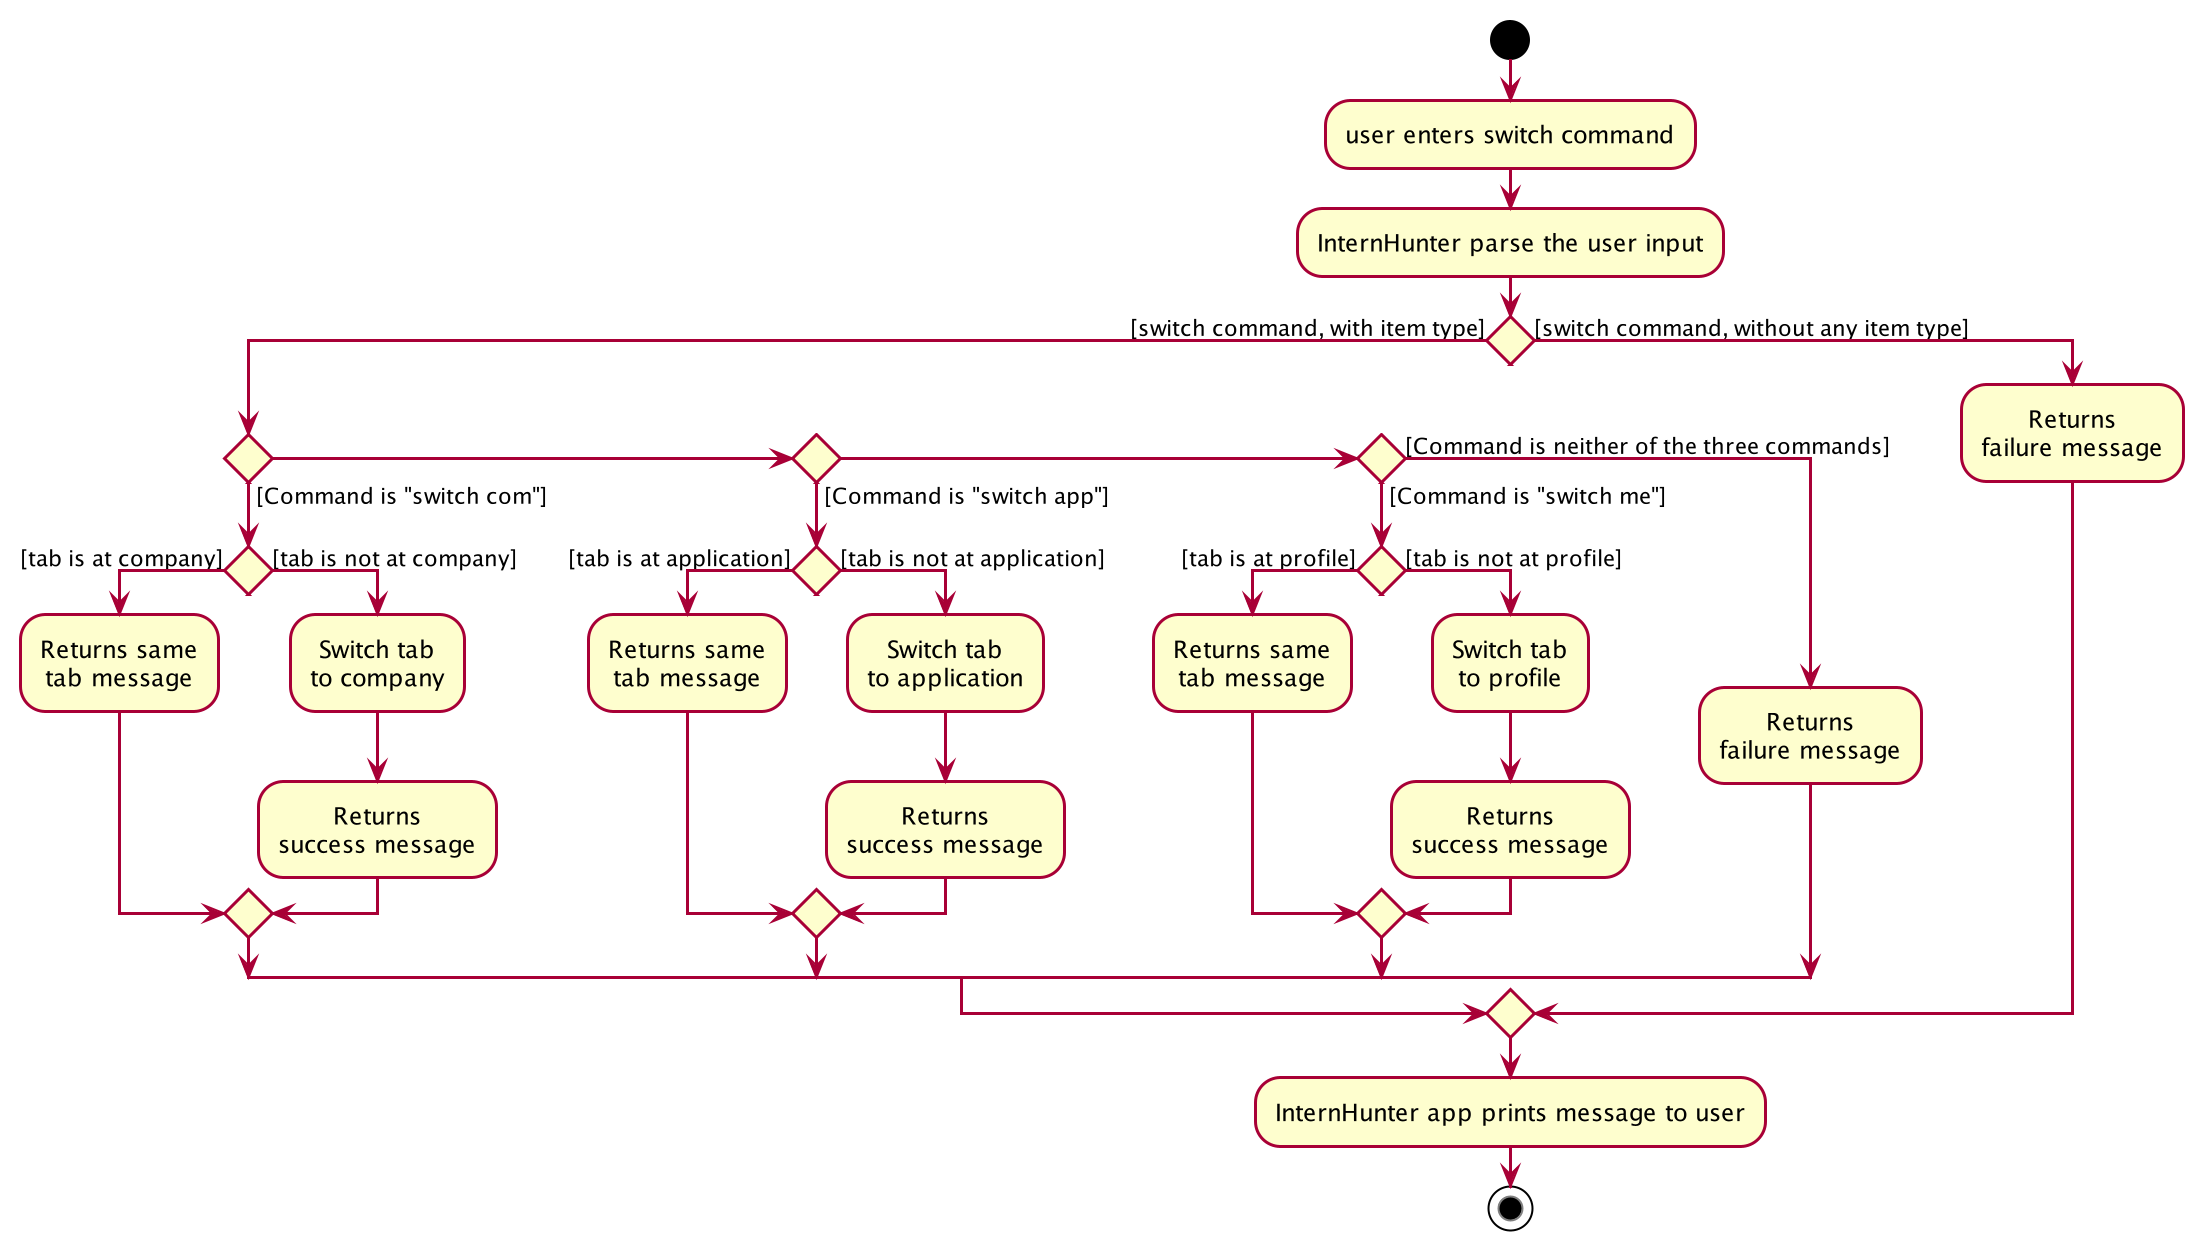 user enters switch command
InternHunter parse the user input
[switch command, with item type]
[switch command, without any item type]
Returns
failure message
[Command is neither of the three commands]
[Command is "switch com"]
[Command is "switch app"]
[Command is "switch me"]
[tab is at company]
[tab is not at company]
[tab is at application]
[tab is not at application]
[tab is at profile]
[tab is not at profile]
Returns same
tab message
Switch tab
to company
Returns same
tab message
Switch tab
to application
Returns same
tab message
Switch tab
to profile
Returns
failure message
Returns
success message
Returns
success message
Returns
success message
InternHunter app prints message to user